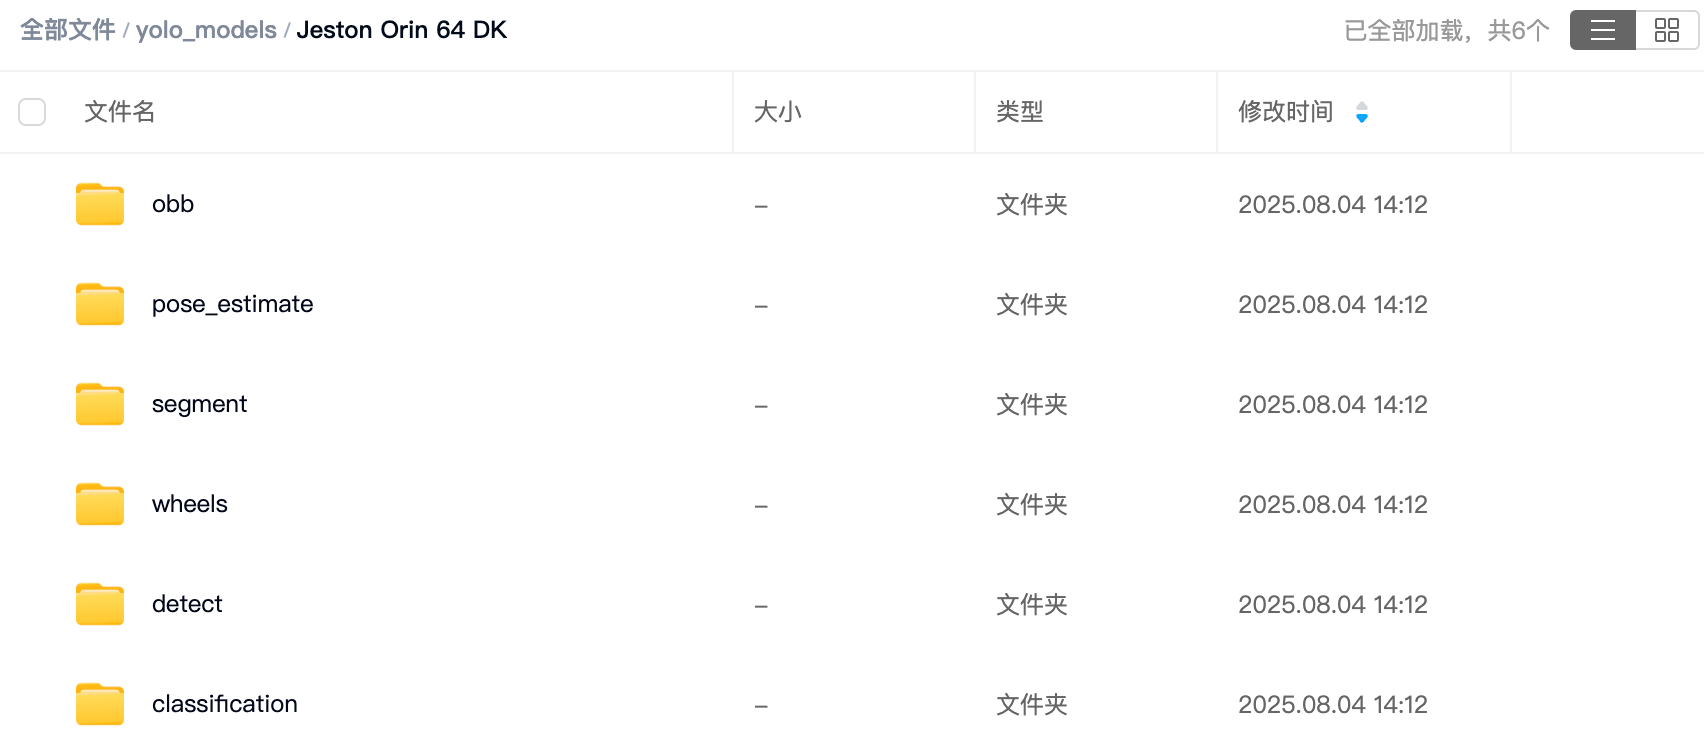 全部文件 / yolo_models / Jeston Orin 64 DK 已全部加载，共6个
文件名 大小 类型 修改时间
obb – 文件夹 2025.08.04 14:12
pose_estimate – 文件夹 2025.08.04 14:12
segment – 文件夹 2025.08.04 14:12
wheels – 文件夹 2025.08.04 14:12
detect – 文件夹 2025.08.04 14:12
classification – 文件夹 2025.08.04 14:12